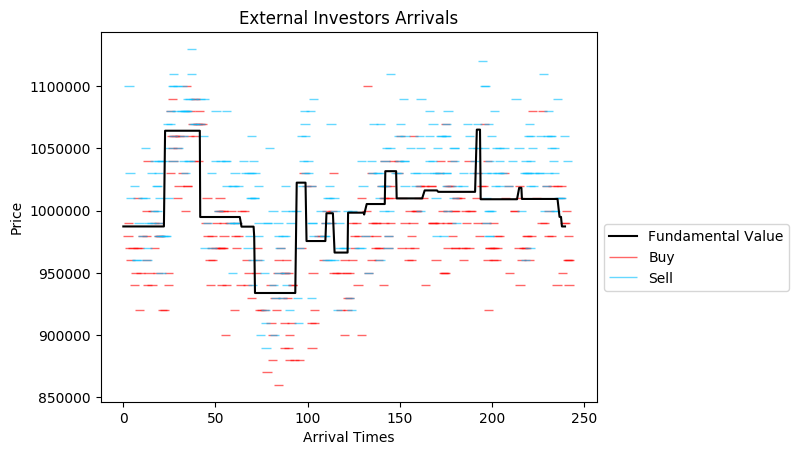 External Investors Arrivals
Price
1100000
1050000
1000000
950000
900000
850000
0 50 100 150 200 250
Arrival Times
Fundamental Value
Buy
Sell